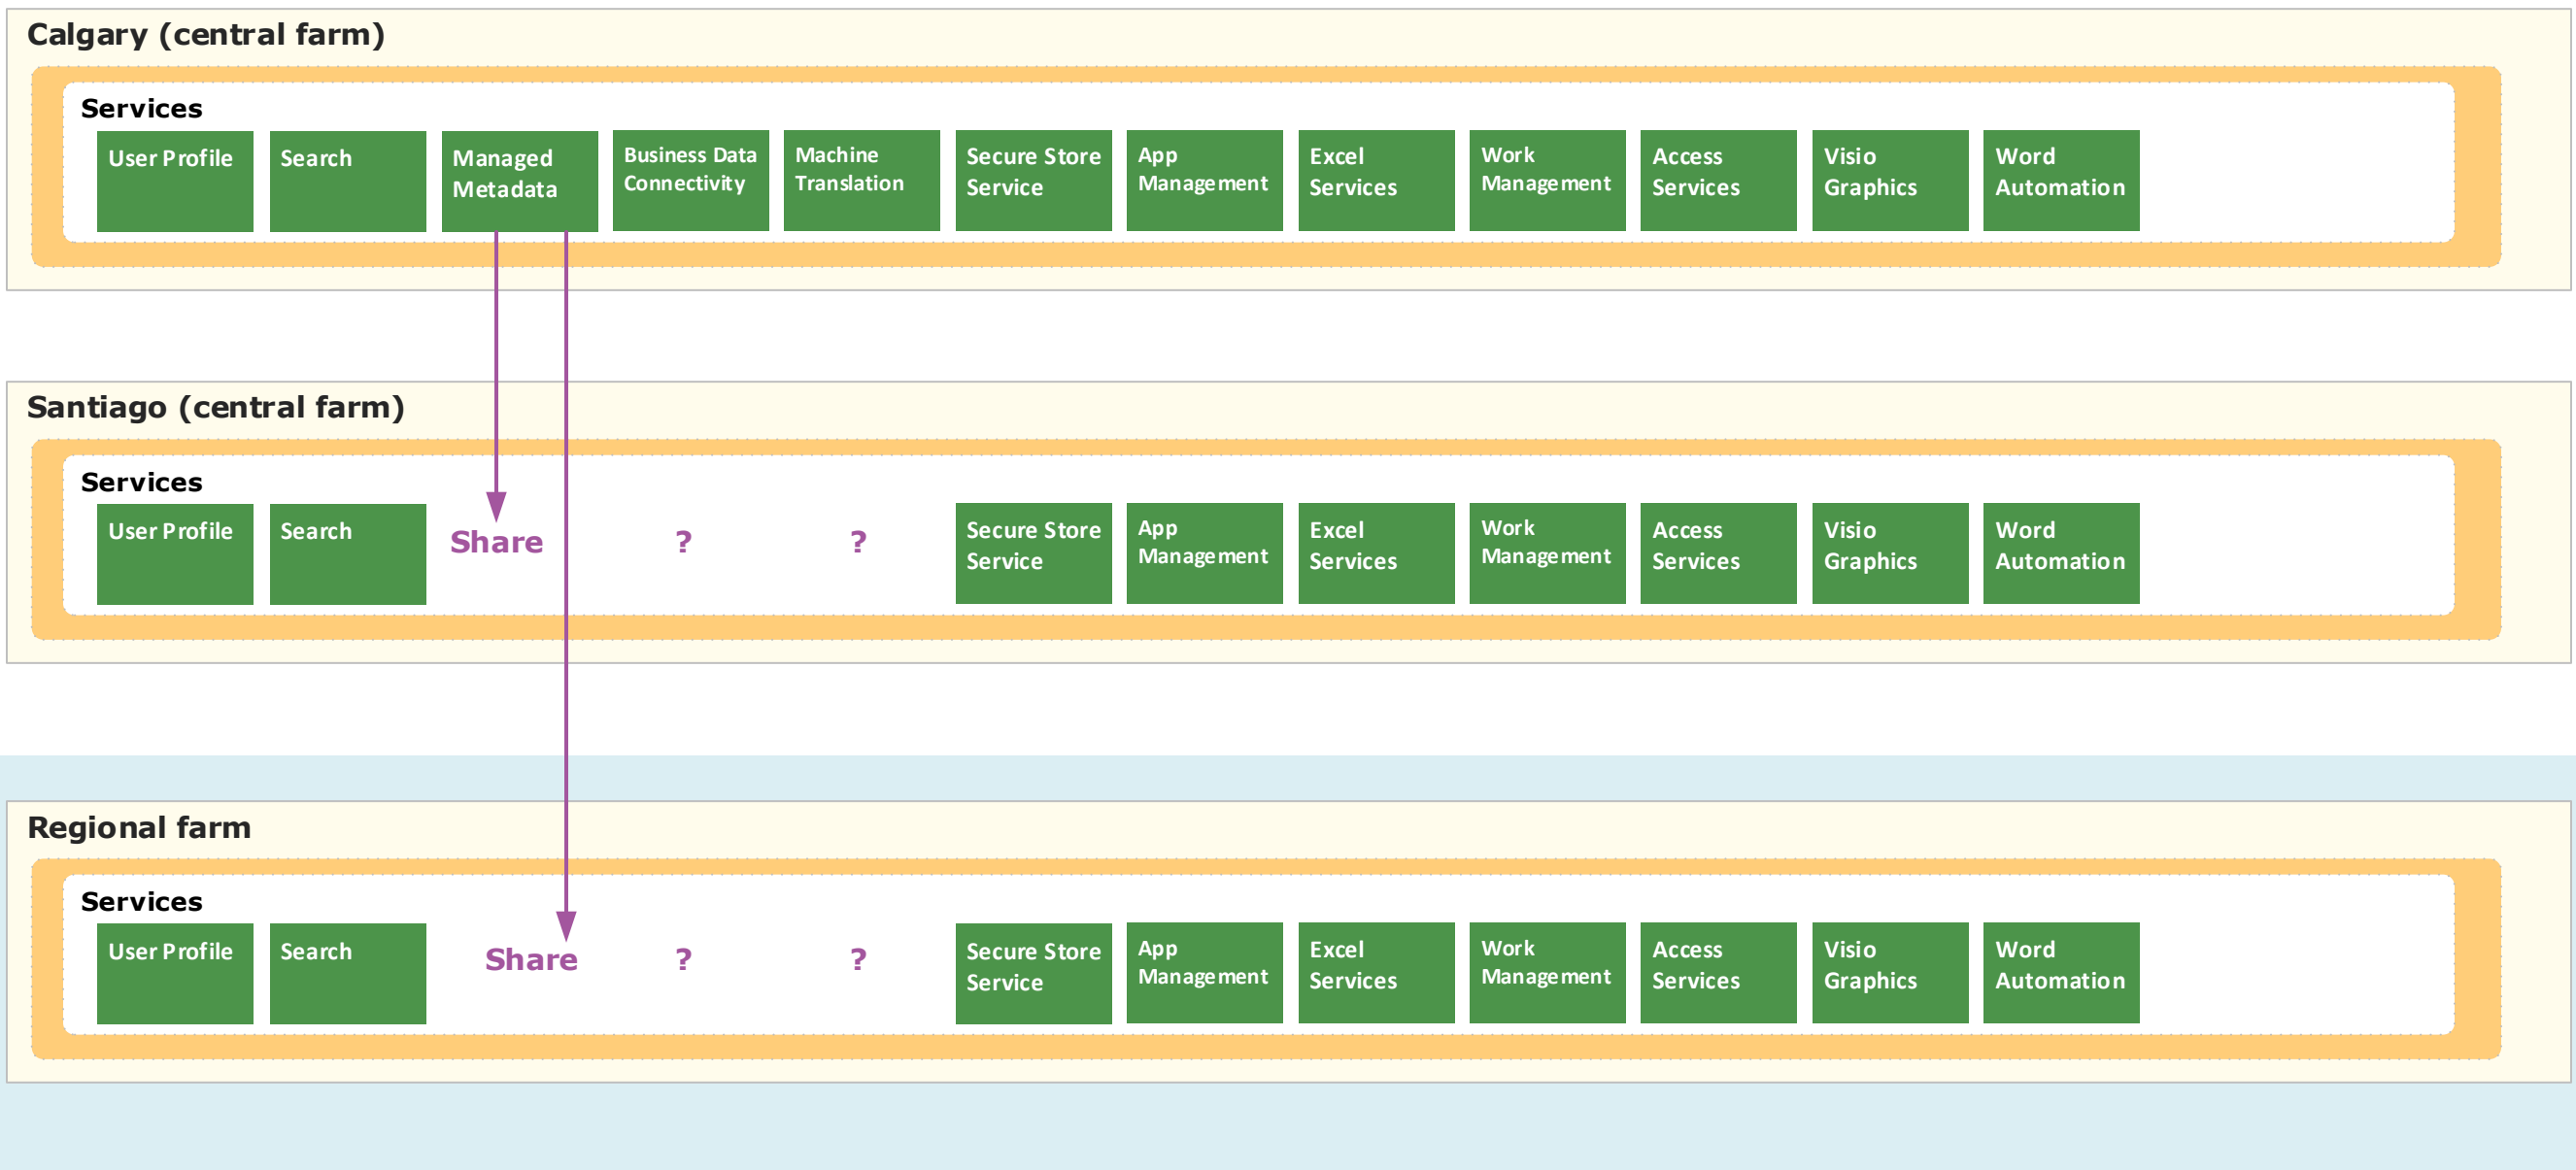 Calgary (central farm)
Services
User Profile
Search
Managed
Metadata
Business Data
Connectivity
Machine
Translation
Secure Store
Service
App
Management
Excel
Services
Work
Management
Access
Services
Visio
Graphics
Word
Automation
Santiago (central farm)
Services
User Profile
Search
Share
?
?
Secure Store
Service
App
Management
Excel
Services
Work
Management
Access
Services
Visio
Graphics
Word
Automation
Regional farm
Services
User Profile
Search
Share
?
?
Secure Store
Service
App
Management
Excel
Services
Work
Management
Access
Services
Visio
Graphics
Word
Automation